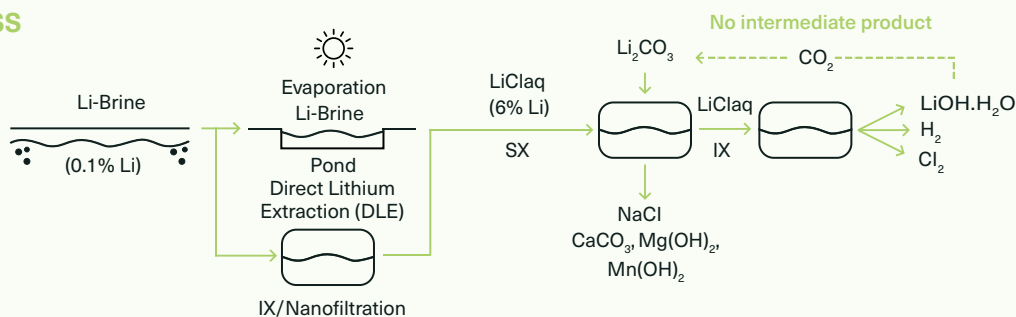 SS
No intermediate product
Li₂CO₃
CO₂
Evaporation
Li-Brine
Li-Brine
(0.1% Li)
Pond
Direct Lithium
Extraction (DLE)
IX/Nanofiltration
LiClaq
(6% Li)
SX
LiClaq
IX
LiOH.H₂O
H₂
Cl₂
NaCl
CaCO₃, Mg(OH)₂,
Mn(OH)₂